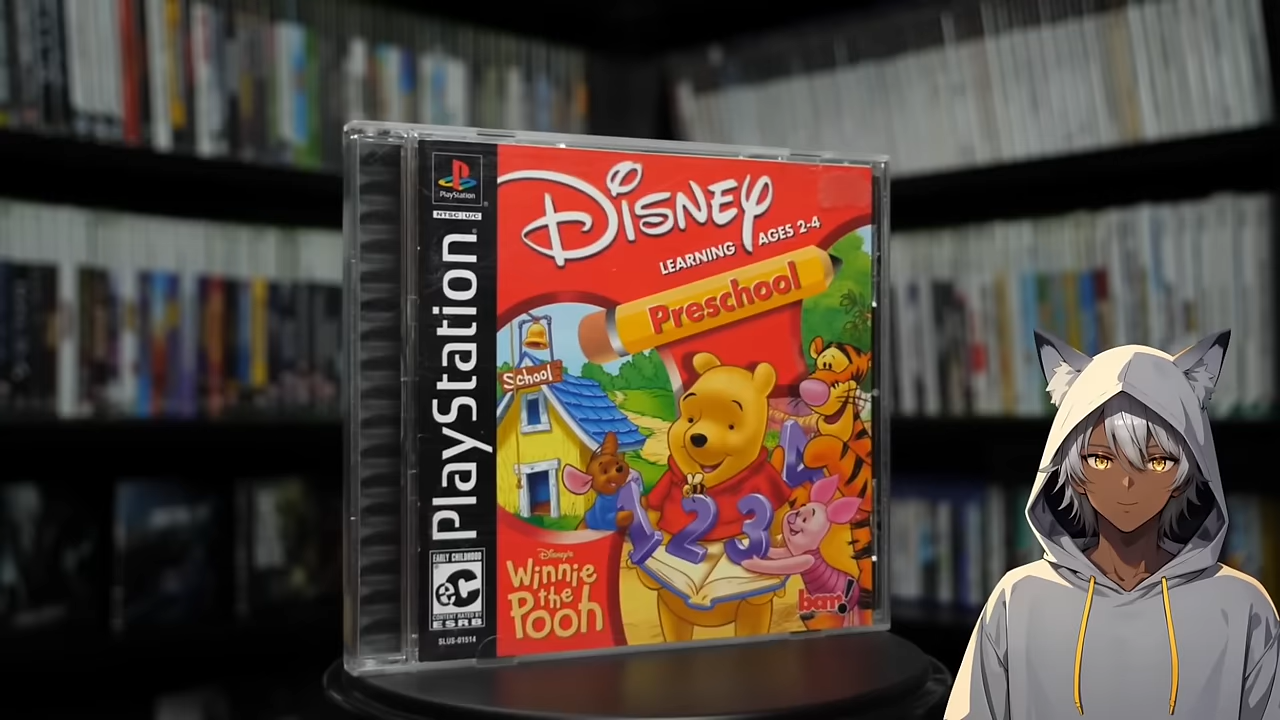 PlayStation
NTSC U/C
PlayStation
EARLY CHILDHOOD
eC
CONTENT RATED BY
ESRB
SLUS-01514
Disney
LEARNING AGES 2-4
Preschool
School
1 2 3 4
Disney's
Winnie
the
Pooh
bam!